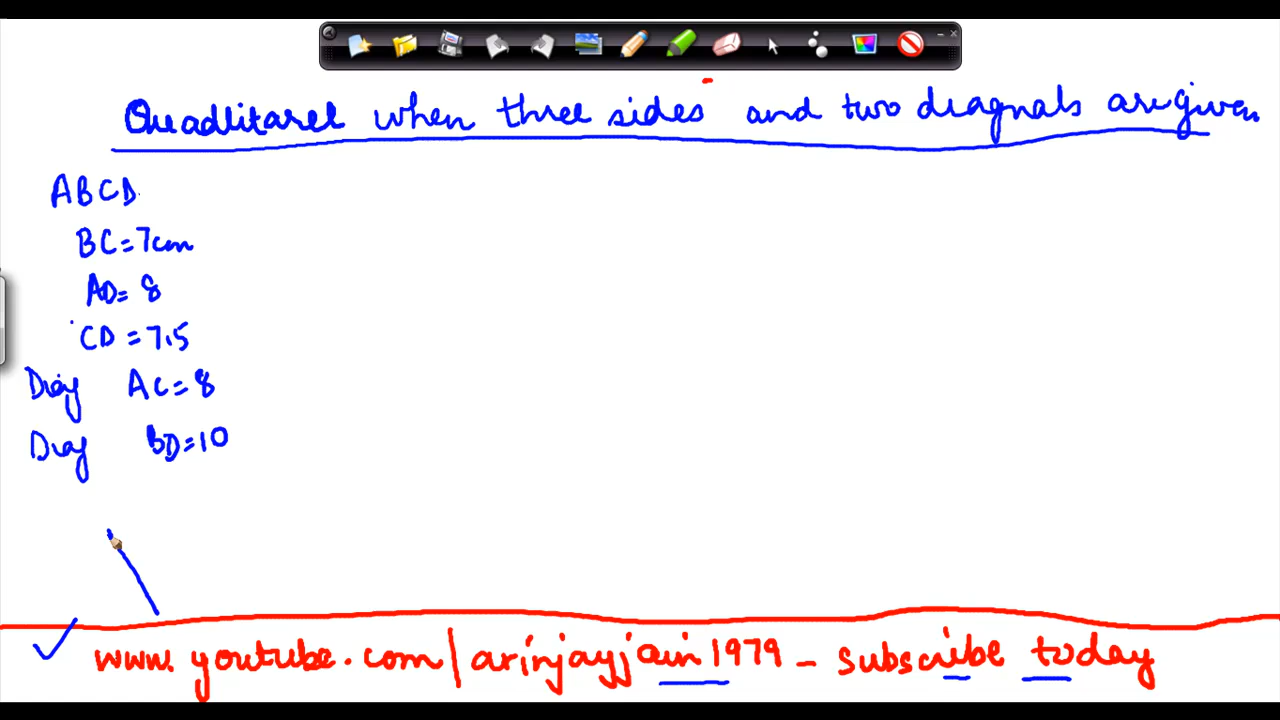 Quadlitarel when three sides and two diagnals are given
ABCD
BC=7cm
AD=8
CD=7.5
Diag AC=8
Diag BD=10
www.youtube.com/arinjayjain1979 - subscribe today